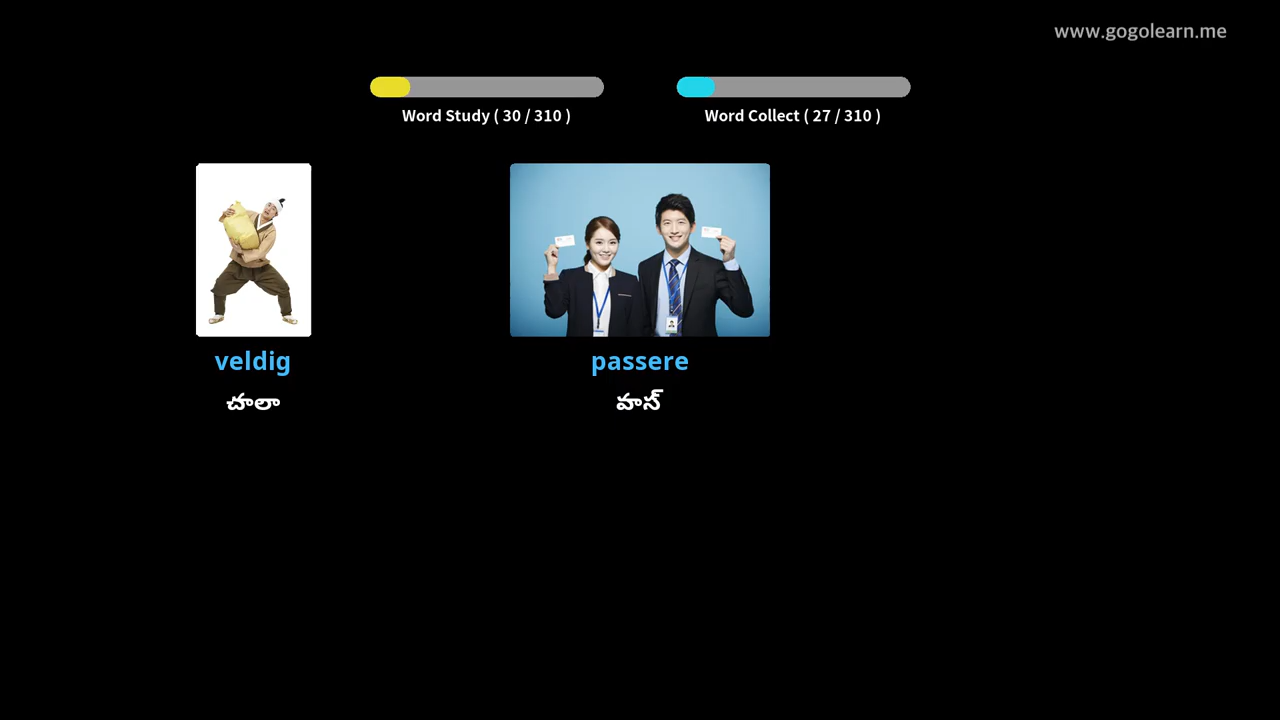 www.gogolearn.me
Word Study ( 30 / 310 )
Word Collect ( 27 / 310 )
veldig
passere
చాలా
పాస్